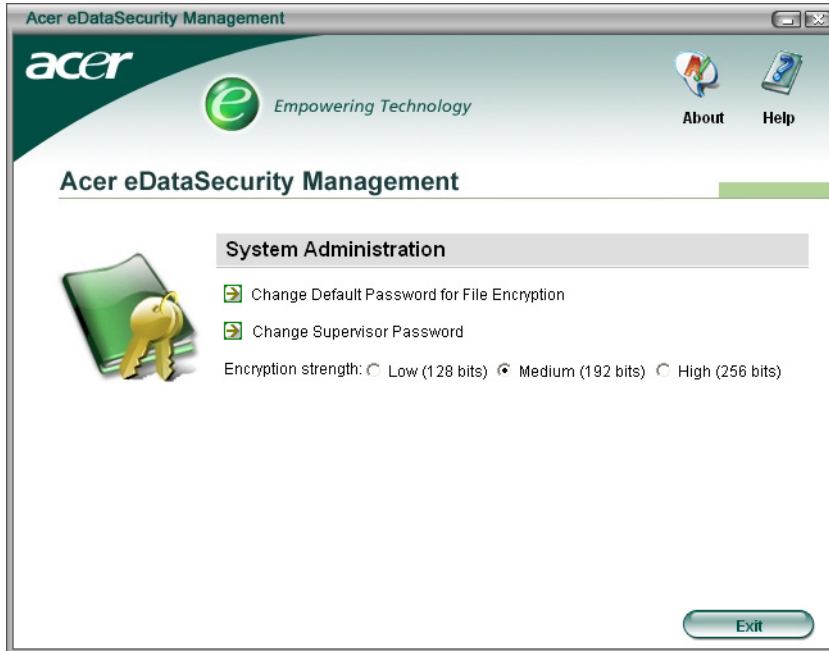 Acer eDataSecurity Management
acer
e Empowering Technology
About Help
Acer eDataSecurity Management
System Administration
Change Default Password for File Encryption
Change Supervisor Password
Encryption strength: Low (128 bits) Medium (192 bits) High (256 bits)
Exit